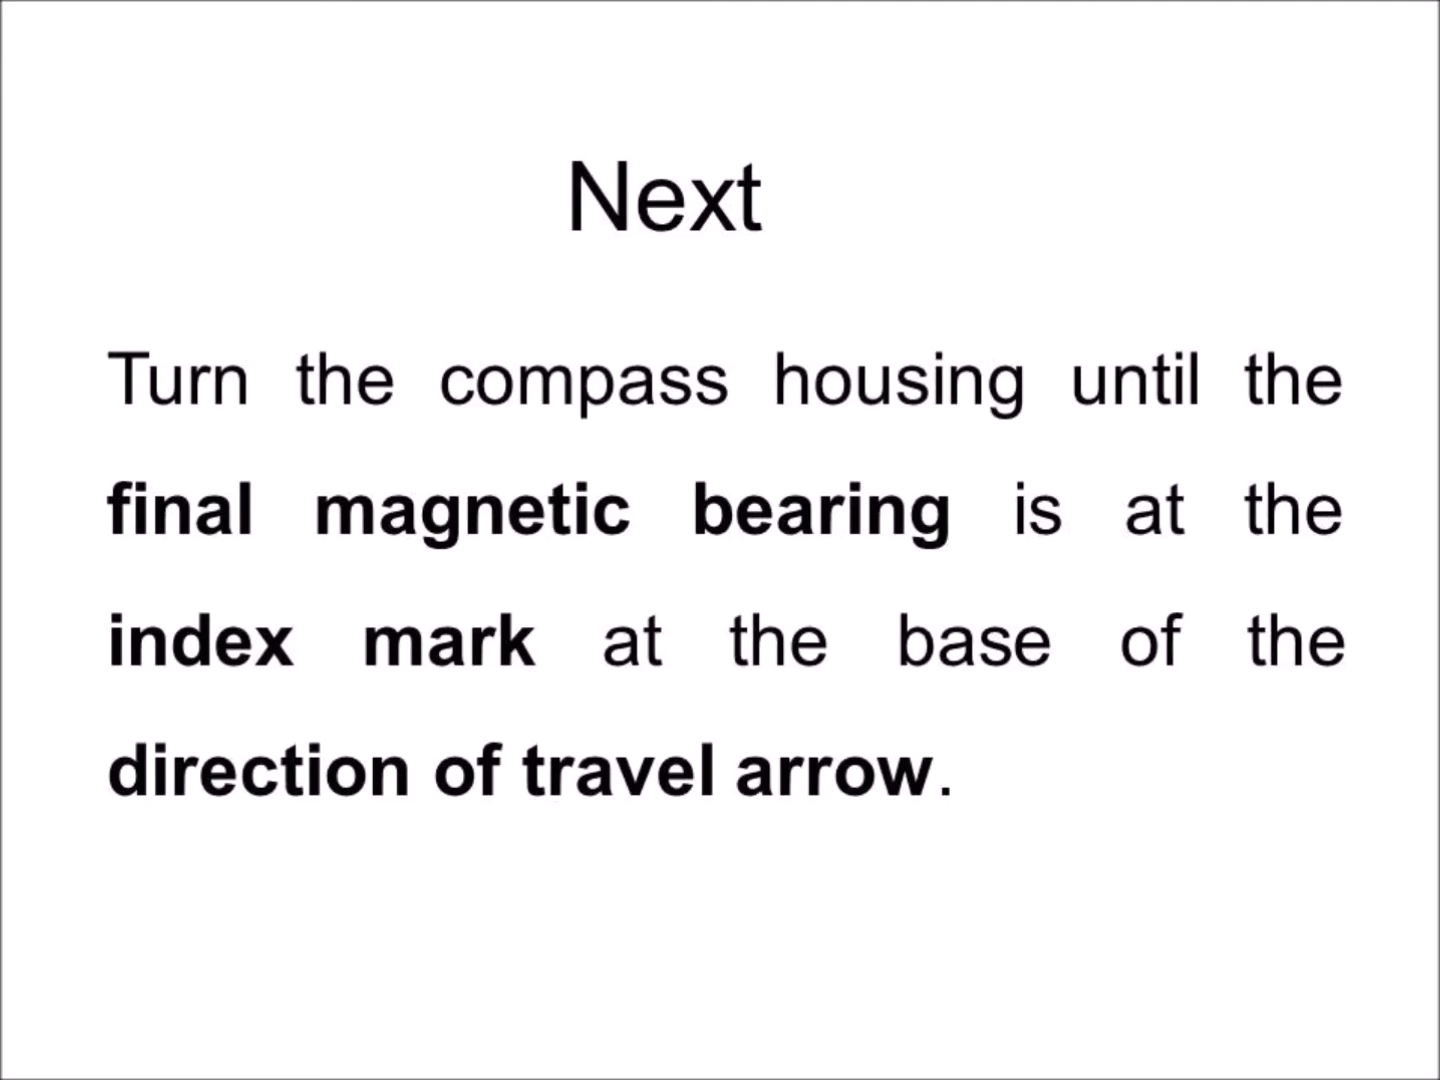 Next
Turn the compass housing until the
final magnetic bearing is at the
index mark at the base of the
direction of travel arrow.